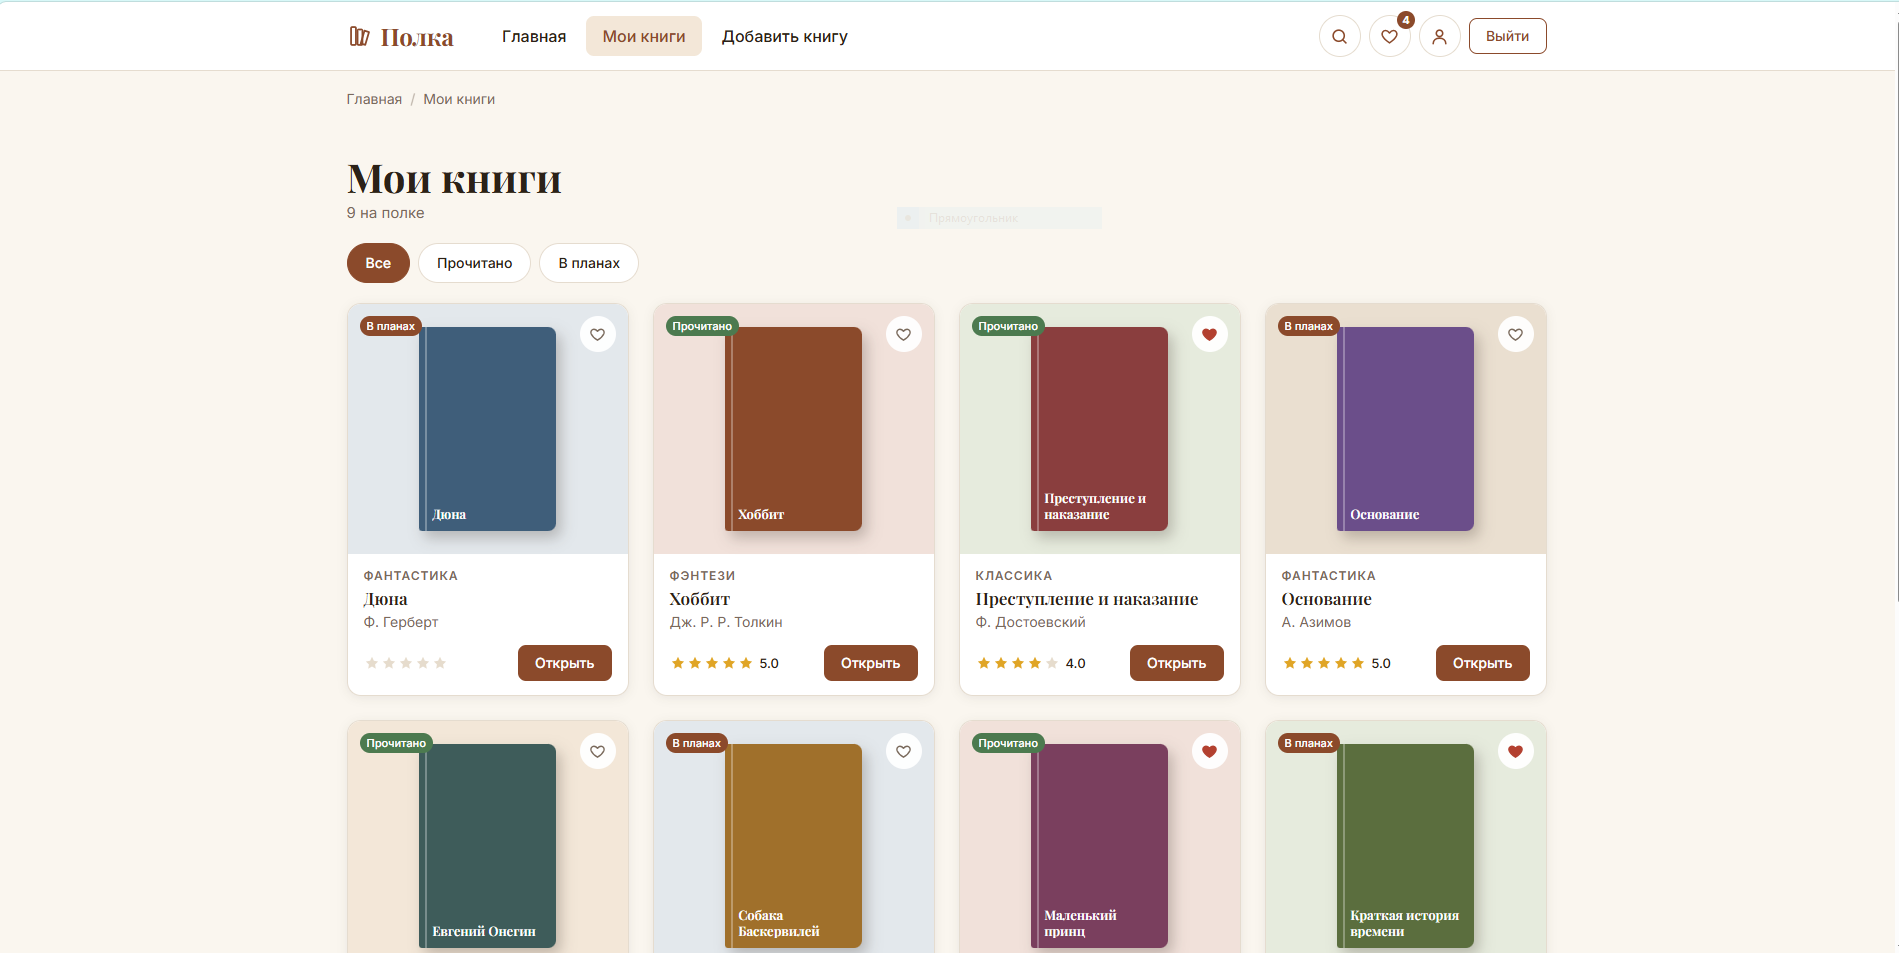 Полка
Главная
Мои книги
Добавить книгу
4
Выйти
Главная / Мои книги
Мои книги
9 на полке
Прямоугольник
Все
Прочитано
В планах
В планах
Дюна
ФАНТАСТИКА
Дюна
Ф. Герберт
Открыть
Прочитано
Хоббит
ФЭНТЕЗИ
Хоббит
Дж. Р. Р. Толкин
5.0
Открыть
Прочитано
Преступление и
наказание
КЛАССИКА
Преступление и наказание
Ф. Достоевский
4.0
Открыть
В планах
Основание
ФАНТАСТИКА
Основание
А. Азимов
5.0
Открыть
Прочитано
Евгений Онегин
В планах
Собака
Баскервилей
Прочитано
Маленький
принц
В планах
Краткая история
времени